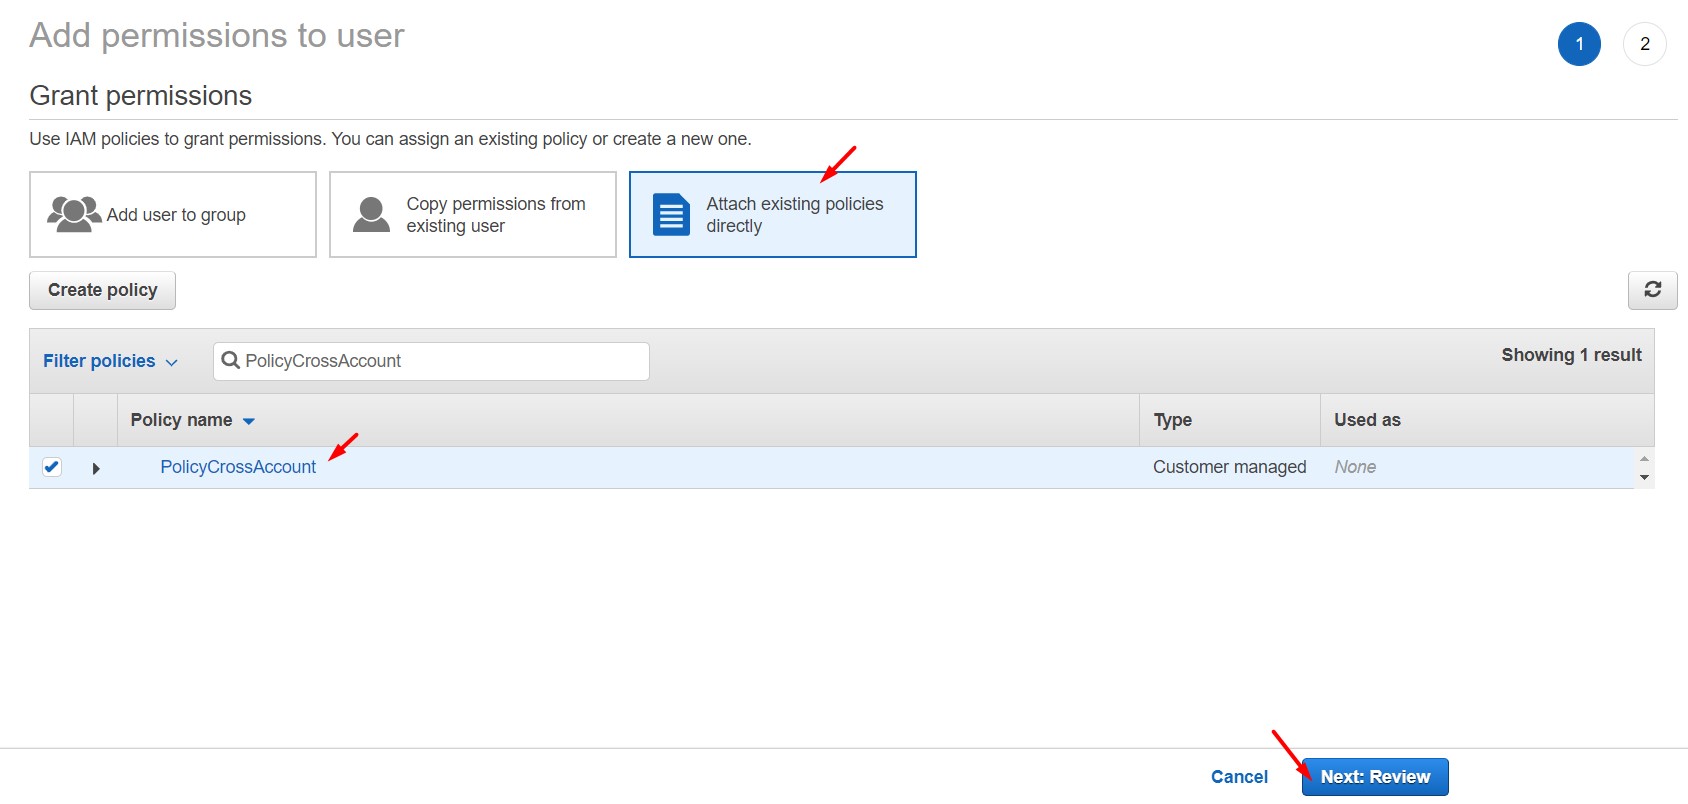 Add permissions to user
1
2
Grant permissions
Use IAM policies to grant permissions. You can assign an existing policy or create a new one.
Add user to group
Copy permissions from
existing user
Attach existing policies
directly
Create policy
Filter policies
PolicyCrossAccount
Showing 1 result
Policy name
Type
Used as
PolicyCrossAccount
Customer managed
None
Cancel
Next: Review